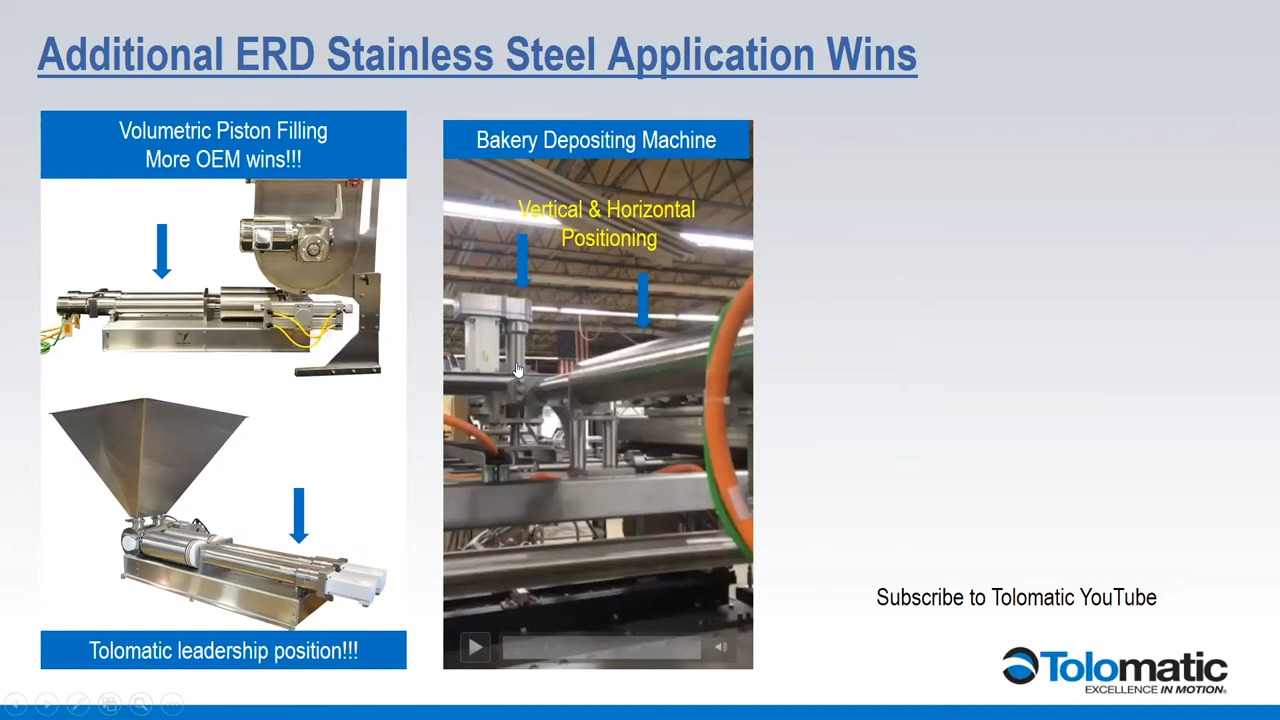 Additional ERD Stainless Steel Application Wins
Volumetric Piston Filling
More OEM wins!!!
Tolomatic leadership position!!!
Bakery Depositing Machine
Vertical & Horizontal
Positioning
Subscribe to Tolomatic YouTube
Tolomatic
EXCELLENCE IN MOTION